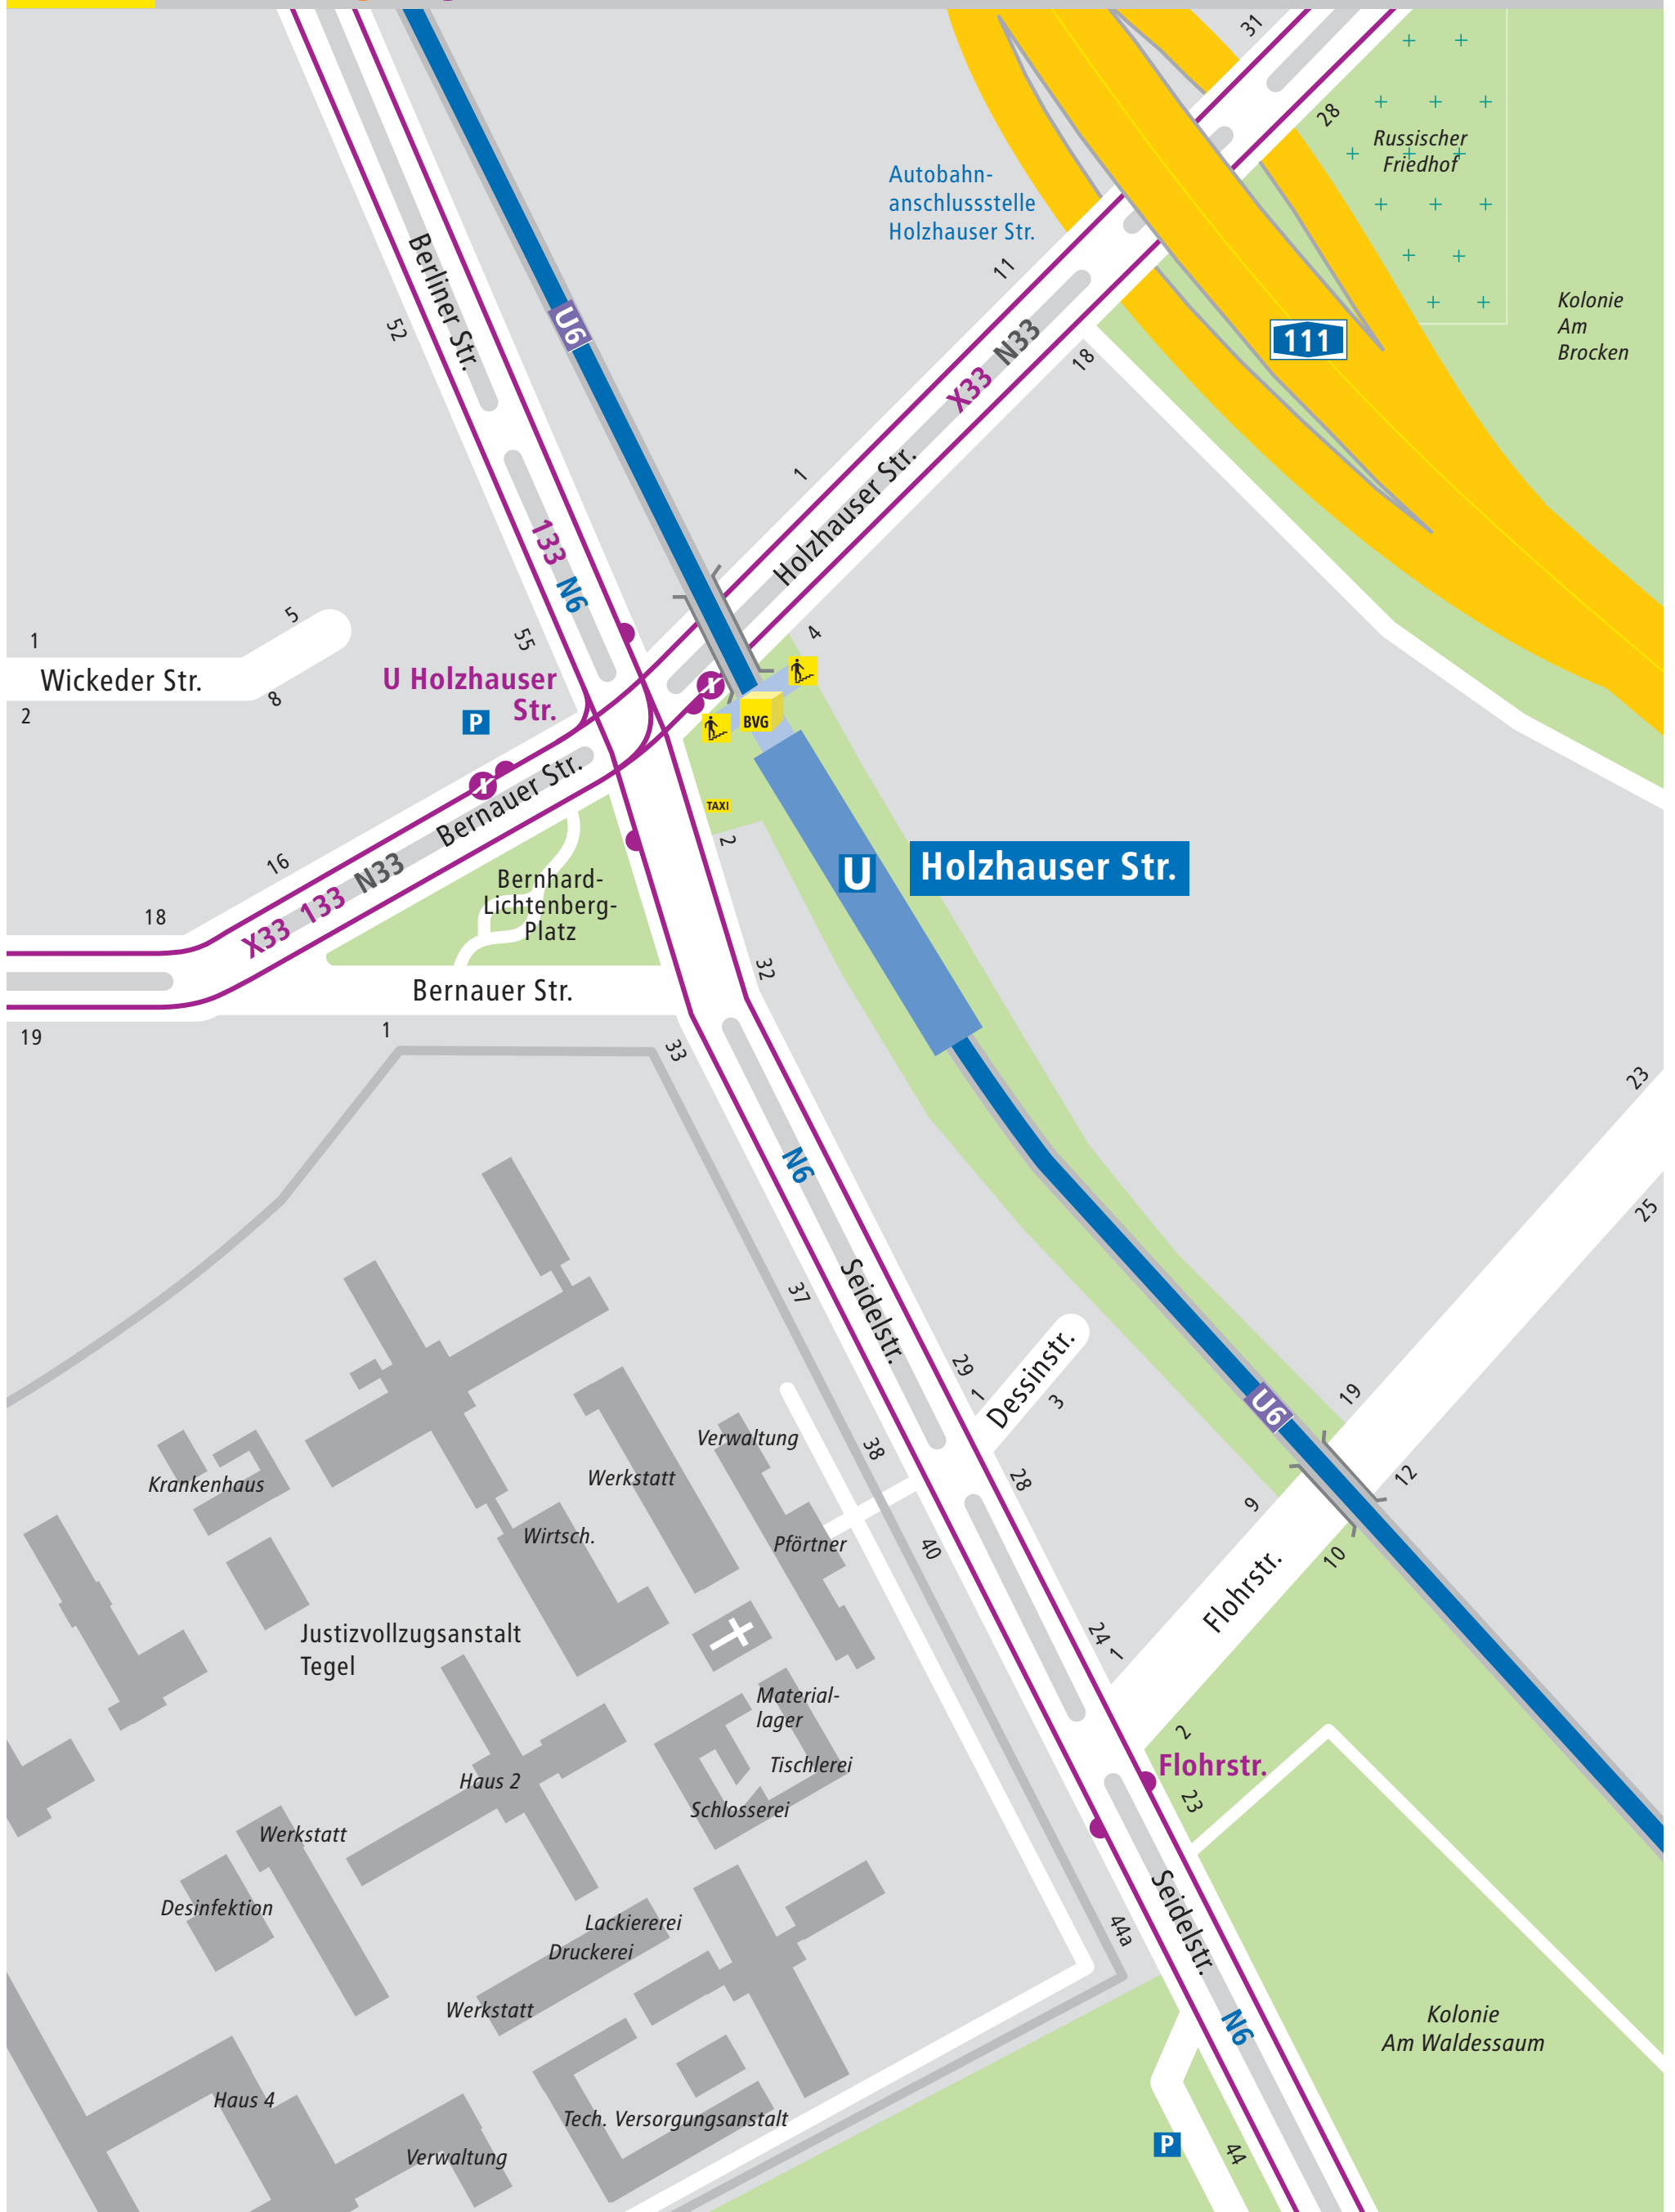 31
28
Russischer
Friedhof
Autobahn-
anschlussstelle
Holzhauser Str.
11
Berliner Str.
52
U6
111
Kolonie
Am
Brocken
X33 N33
18
1
Holzhauser Str.
133 N6
55
5
1
Wickeder Str.
8
2
4
U Holzhauser
Str.
P
BVG
X
X
TAXI
2
Bernauer Str.
16
X33 133 N33
18
Bernhard-
Lichtenberg-
Platz
U
Holzhauser Str.
32
Bernauer Str.
19
1
33
23
25
N6
37
Seidelstr.
29
1
Dessinstr.
3
U6
19
12
9
10
Flohrstr.
38
28
40
Verwaltung
Krankenhaus
Werkstatt
Wirtsch.
Pförtner
Justizvollzugsanstalt
Tegel
24
1
Material-
lager
Tischlerei
Schlosserei
2
Flohrstr.
23
Haus 2
Werkstatt
Desinfektion
Lackiererei
Druckerei
Werkstatt
44a
Seidelstr.
N6
Kolonie
Am Waldessaum
Haus 4
Tech. Versorgungsanstalt
Verwaltung
P
44